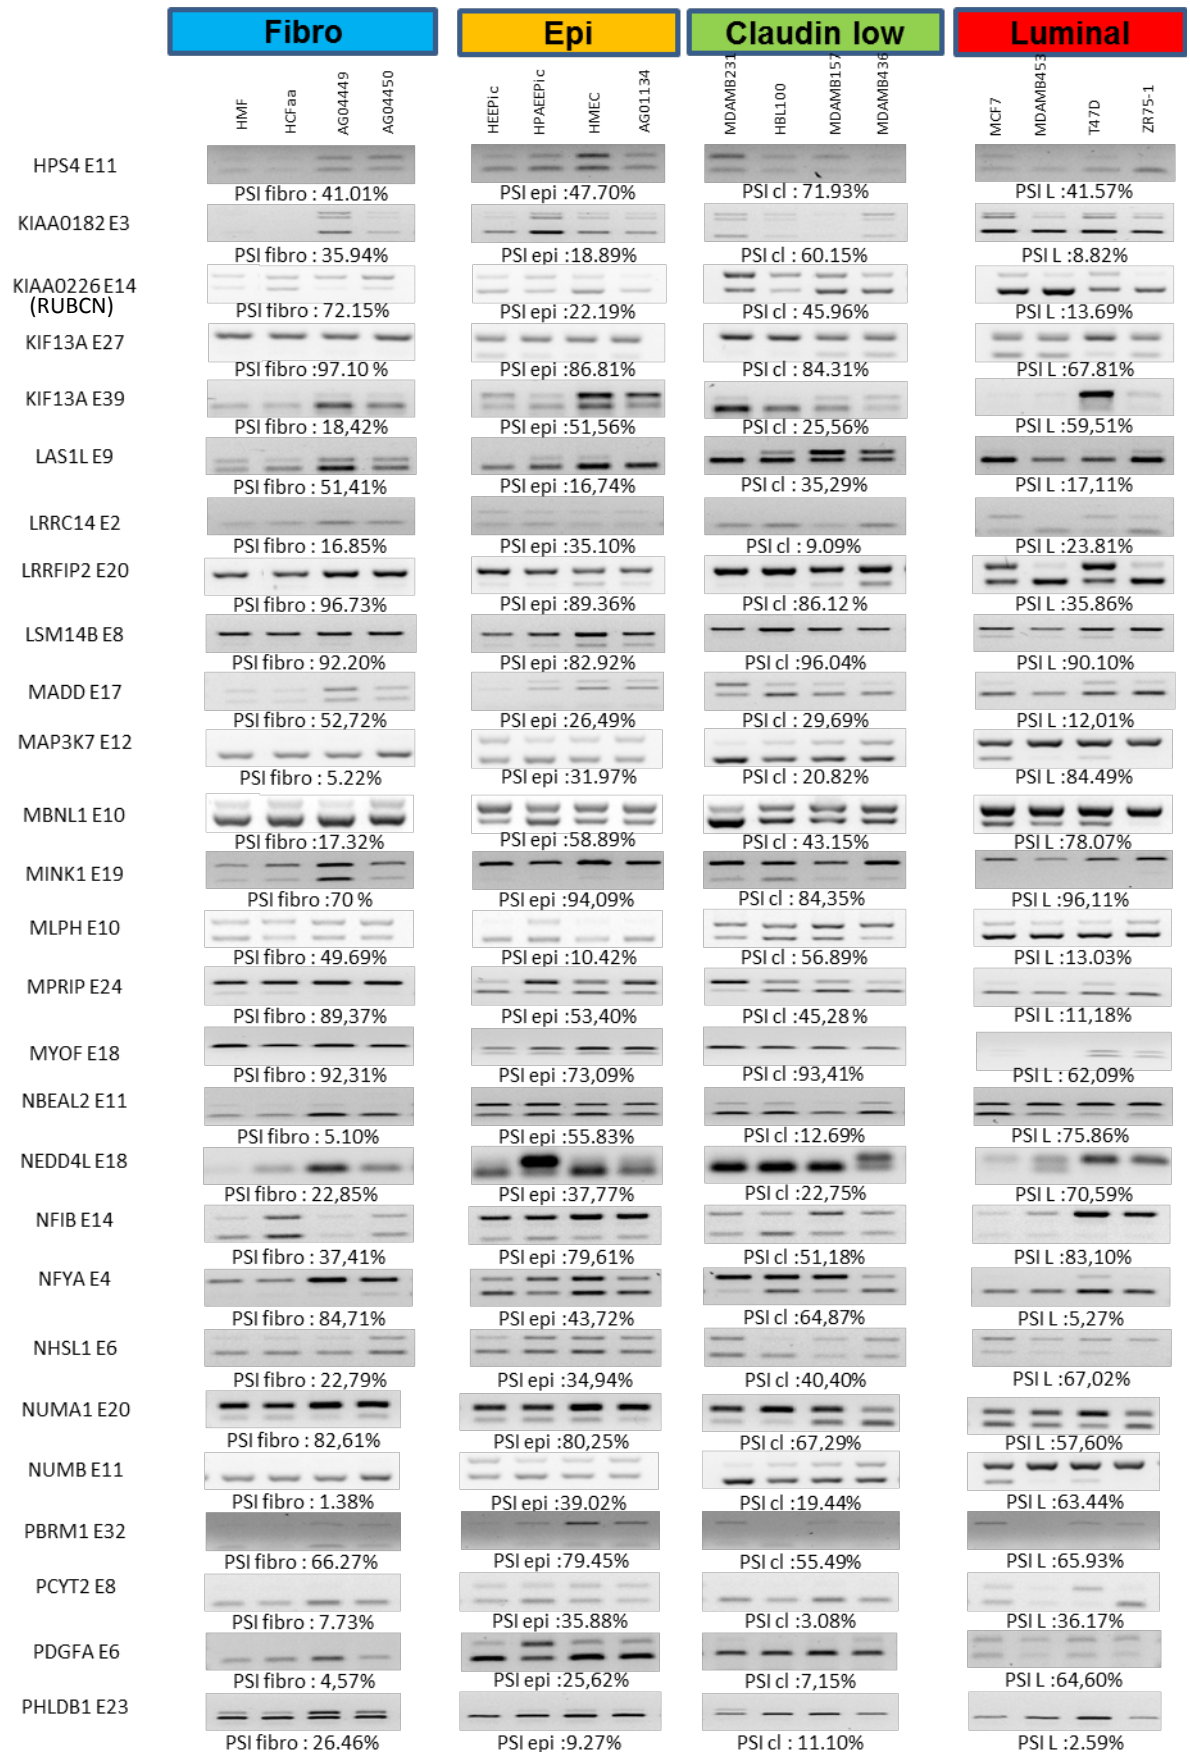 Fibro Epi Claudin low Luminal
HMF HCFaa AG04449 AG04450 HEEPic HPAEEPic HMEC AG01134 MDAMB231 HBL100 MDAMB157 MDAMB436 MCF7 MDAMB453 T47D ZR75-1
HPS4 E11
PSI fibro : 41.01% PSI epi :47.70% PSI cl : 71.93% PSI L :41.57%
KIAA0182 E3
PSI fibro : 35.94% PSI epi :18.89% PSI cl : 60.15% PSI L :8.82%
KIAA0226 E14
(RUBCN)
PSI fibro : 72.15% PSI epi :22.19% PSI cl : 45.96% PSI L :13.69%
KIF13A E27
PSI fibro :97.10 % PSI epi :86.81% PSI cl : 84.31% PSI L :67.81%
KIF13A E39
PSI fibro : 18,42% PSI epi :51,56% PSI cl : 25,56% PSI L :59,51%
LAS1L E9
PSI fibro : 51,41% PSI epi :16,74% PSI cl : 35,29% PSI L :17,11%
LRRC14 E2
PSI fibro : 16.85% PSI epi :35.10% PSI cl : 9.09% PSI L :23.81%
LRRFIP2 E20
PSI fibro : 96.73% PSI epi :89.36% PSI cl :86.12 % PSI L :35.86%
LSM14B E8
PSI fibro : 92.20% PSI epi :82.92% PSI cl :96.04% PSI L :90.10%
MADD E17
PSI fibro : 52,72% PSI epi :26,49% PSI cl :29,69% PSI L :12,01%
MAP3K7 E12
PSI fibro : 5.22% PSI epi :31.97% PSI cl : 20.82% PSI L :84.49%
MBNL1 E10
PSI fibro :17.32% PSI epi :58.89% PSI cl : 43.15% PSI L :78.07%
MINK1 E19
PSI fibro :70 % PSI epi :94,09% PSI cl : 84,35% PSI L :96,11%
MLPH E10
PSI fibro : 49.69% PSI epi :10.42% PSI cl : 56.89% PSI L :13.03%
MPRIP E24
PSI fibro : 89,37% PSI epi :53,40% PSI cl :45,28 % PSI L :11,18%
MYOF E18
PSI fibro : 92,31% PSI epi :73,09% PSI cl :93,41% PSI L : 62,09%
NBEAL2 E11
PSI fibro : 5.10% PSI epi :55.83% PSI cl :12.69% PSI L :75.86%
NEDD4L E18
PSI fibro : 22,85% PSI epi :37,77% PSI cl :22,75% PSI L :70,59%
NFIB E14
PSI fibro : 37,41% PSI epi :79,61% PSI cl :51,18% PSI L :83,10%
NFYA E4
PSI fibro : 84,71% PSI epi :43,72% PSI cl :64,87% PSI L :5,27%
NHSL1 E6
PSI fibro : 22,79% PSI epi :34,94% PSI cl :40,40% PSI L :67,02%
NUMA1 E20
PSI fibro : 82,61% PSI epi :80,25% PSI cl :67,29% PSI L :57,60%
NUMB E11
PSI fibro : 1.38% PSI epi :39.02% PSI cl :19.44% PSI L :63.44%
PBRM1 E32
PSI fibro : 66.27% PSI epi :79.45% PSI cl :55.49% PSI L :65.93%
PCYT2 E8
PSI fibro : 7.73% PSI epi :35.88% PSI cl :3.08% PSI L :36.17%
PDGFA E6
PSI fibro : 4,57% PSI epi :25,62% PSI cl : 7,15% PSI L :64,60%
PHLDB1 E23
PSI fibro : 26.46% PSI epi :9.27% PSI cl : 11.10% PSI L :2.59%